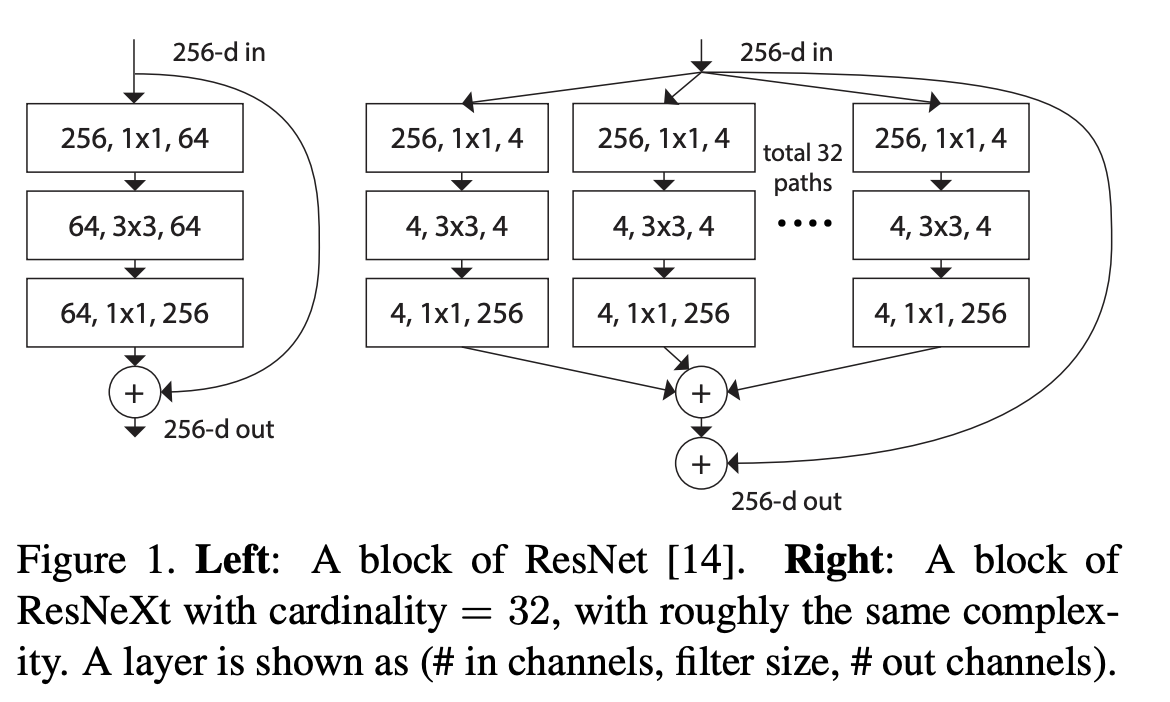 256-d in
256, 1x1, 64
64, 3x3, 64
64, 1x1, 256
+
256-d out
256-d in
256, 1x1, 4
4, 3x3, 4
4, 1x1, 256
256, 1x1, 4
4, 3x3, 4
4, 1x1, 256
total 32
paths
....
256, 1x1, 4
4, 3x3, 4
4, 1x1, 256
+
+
256-d out
Figure 1. Left: A block of ResNet [14]. Right: A block of
ResNeXt with cardinality = 32, with roughly the same complex-
ity. A layer is shown as (# in channels, filter size, # out channels).